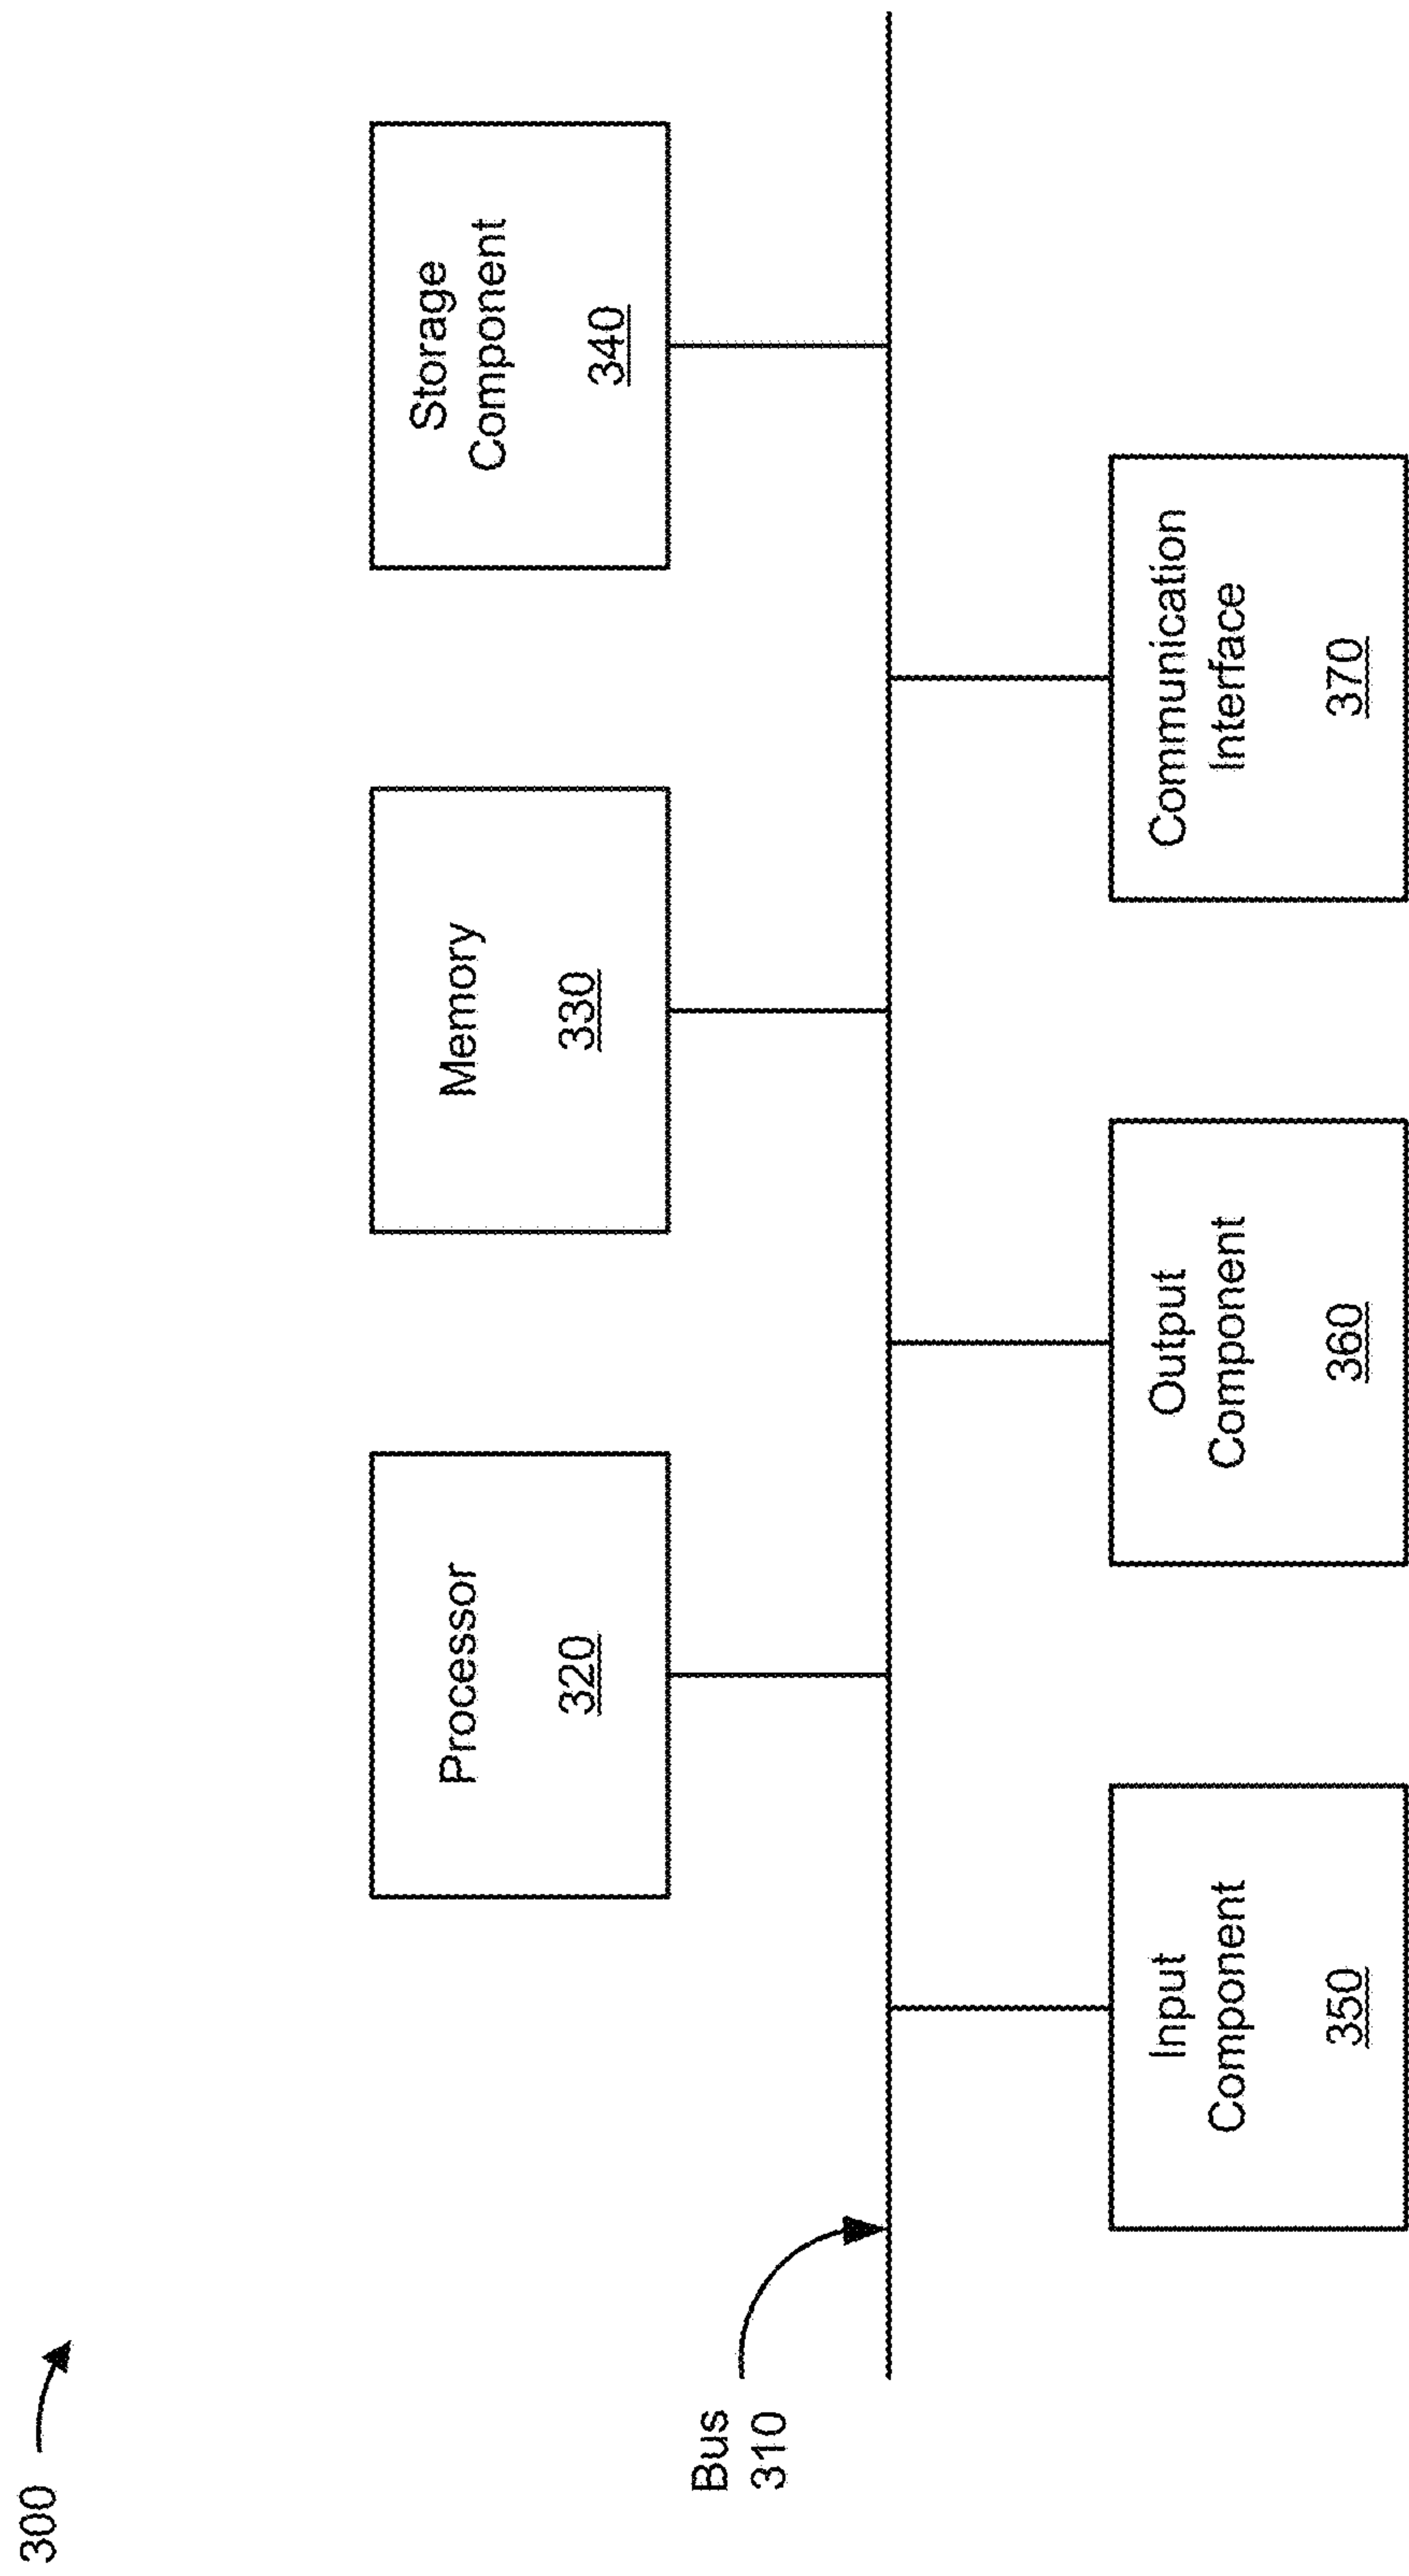 300
Processor
320
Memory
330
Storage
Component
340
Bus
310
Input
Component
350
Output
Component
360
Communication
Interface
370